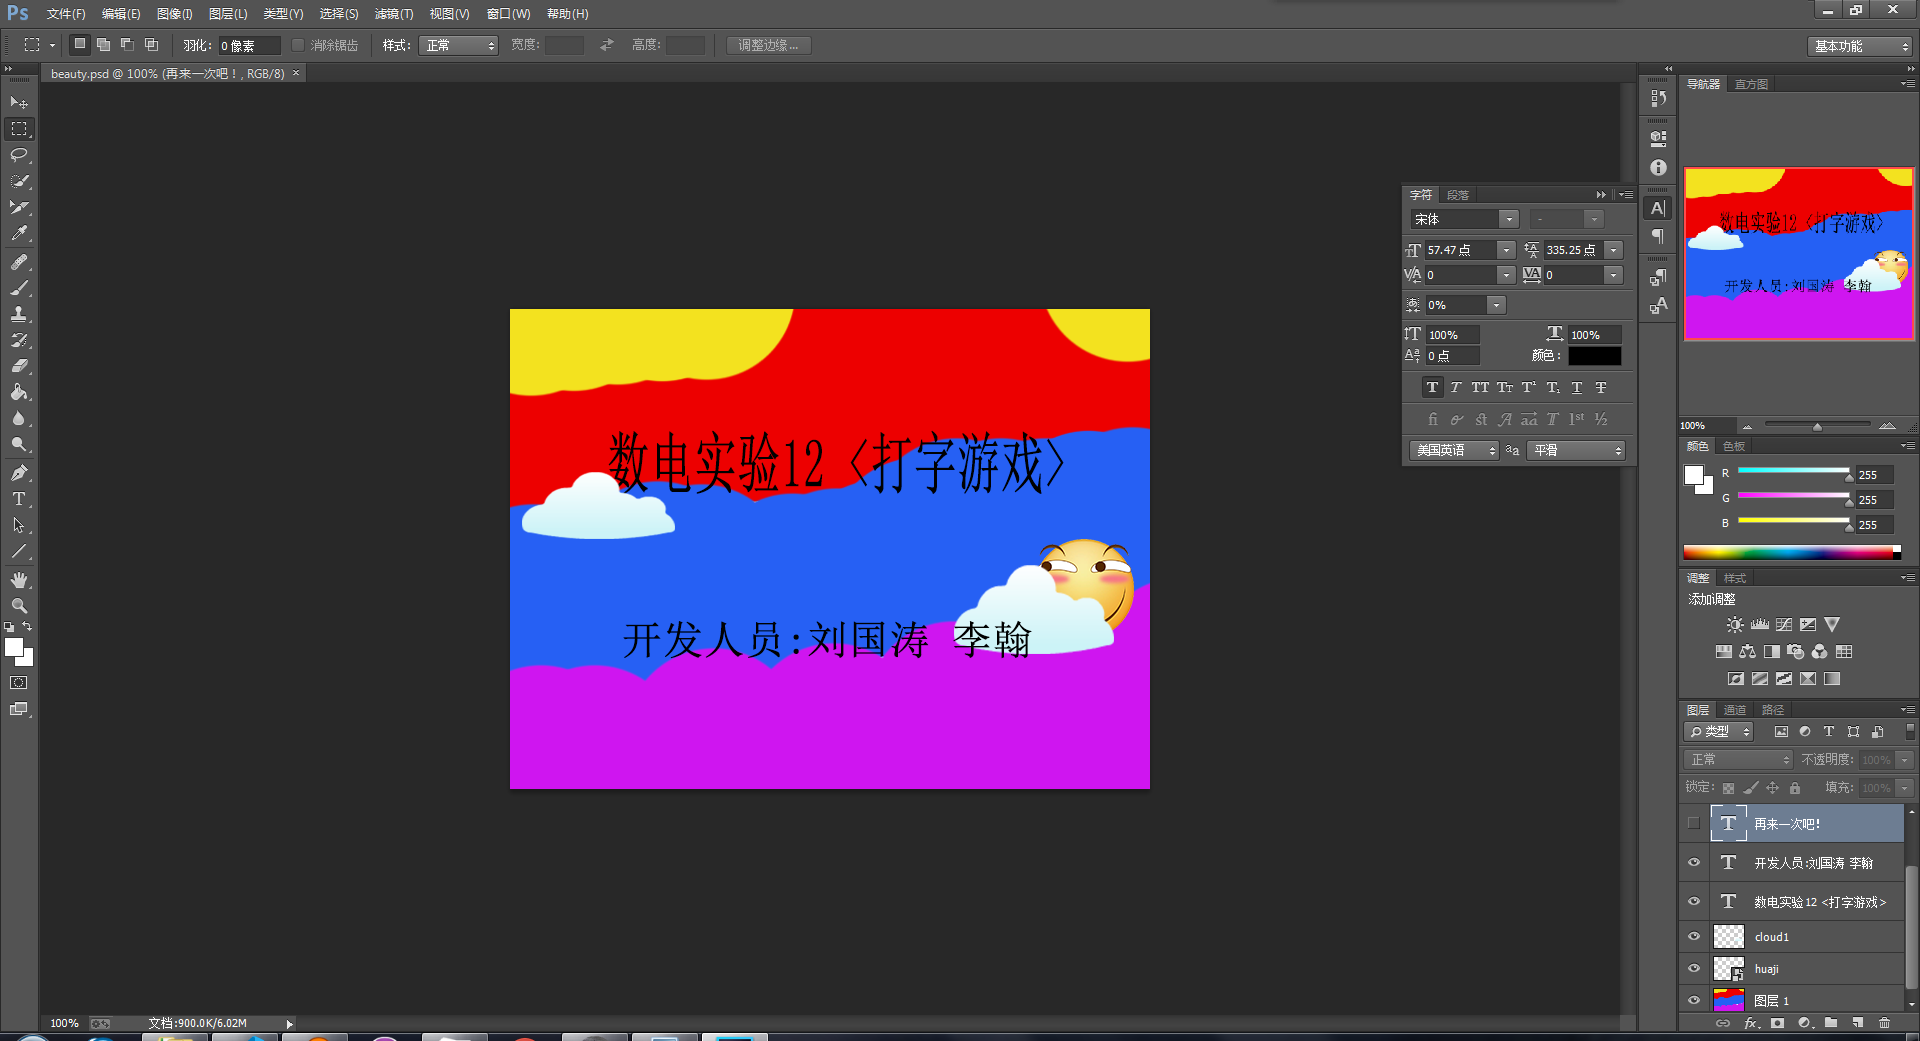 Ps 文件(F) 编辑(E) 图像(I) 图层(L) 类型(Y) 选择(S) 滤镜(T) 视图(V) 窗口(W) 帮助(H)
羽化: 0 像素 消除锯齿 样式: 正常 宽度: 高度: 调整边缘... 基本功能
beauty.psd @ 100% (再来一次吧！, RGB/8) ×
导航器 直方图
数电实验12〈打字游戏〉
开发人员:刘国涛 李翰
字符 段落
宋体 -
57.47 点 335.25 点
0 0
0%
100% 100%
0 点 颜色:
T T TT Tt T¹ T₁ T T
fi st A aa T 1st ½
美国英语 aa 平滑
数电实验12〈打字游戏〉
开发人员:刘国涛 李翰
100%
颜色 色板
R 255
G 255
B 255
调整 样式
添加调整
图层 通道 路径
类型
正常 不透明度: 100%
锁定: 填充: 100%
T 再来一次吧!
T 开发人员:刘国涛 李翰
T 数电实验12 <打字游戏>
cloud1
huaji
图层 1
fx
100% 文档:900.0K/6.02M